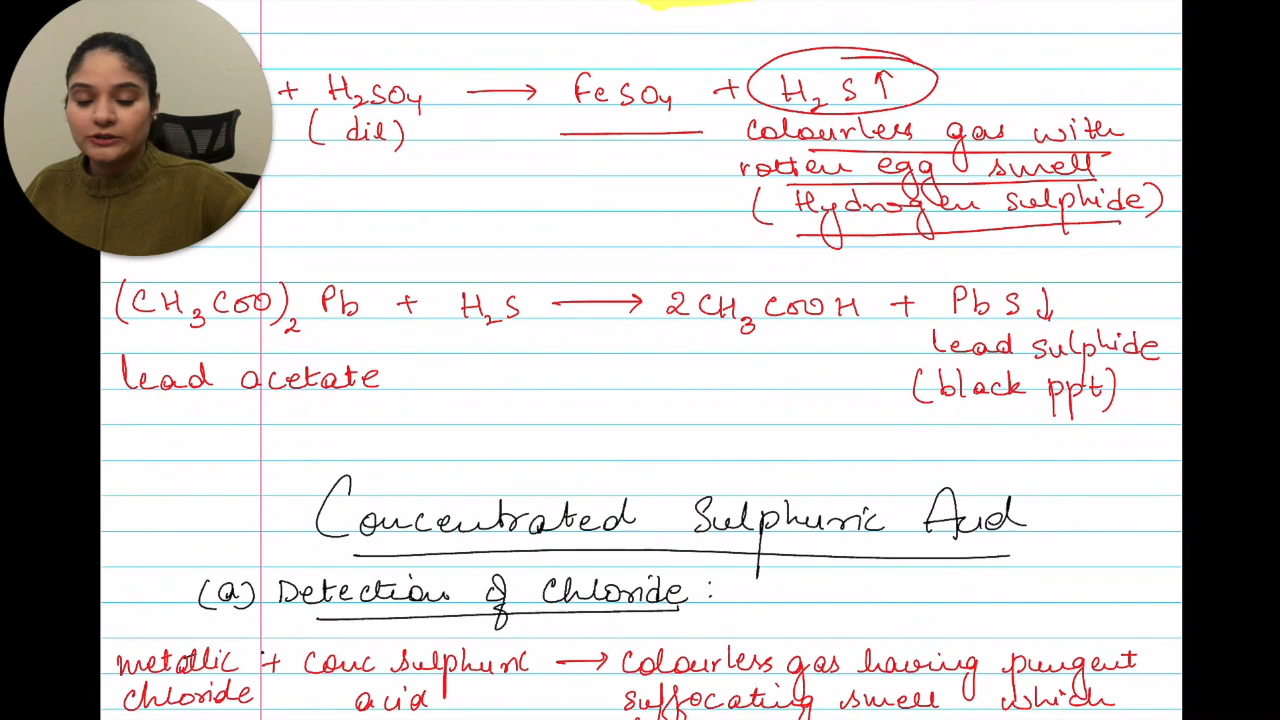 + H2SO4 → FeSO4 + H2S↑
(dil)
colourless gas with
rotten egg smell
(Hydrogen sulphide)
(CH3COO)2 Pb + H2S → 2CH3COOH + PbS↓
lead acetate
lead sulphide
(black ppt)
Concentrated Sulphuric Acid
(a) Detection of Chloride :
metallic + conc sulphuric → colourless gas having pungent
chloride acid suffocating smell which